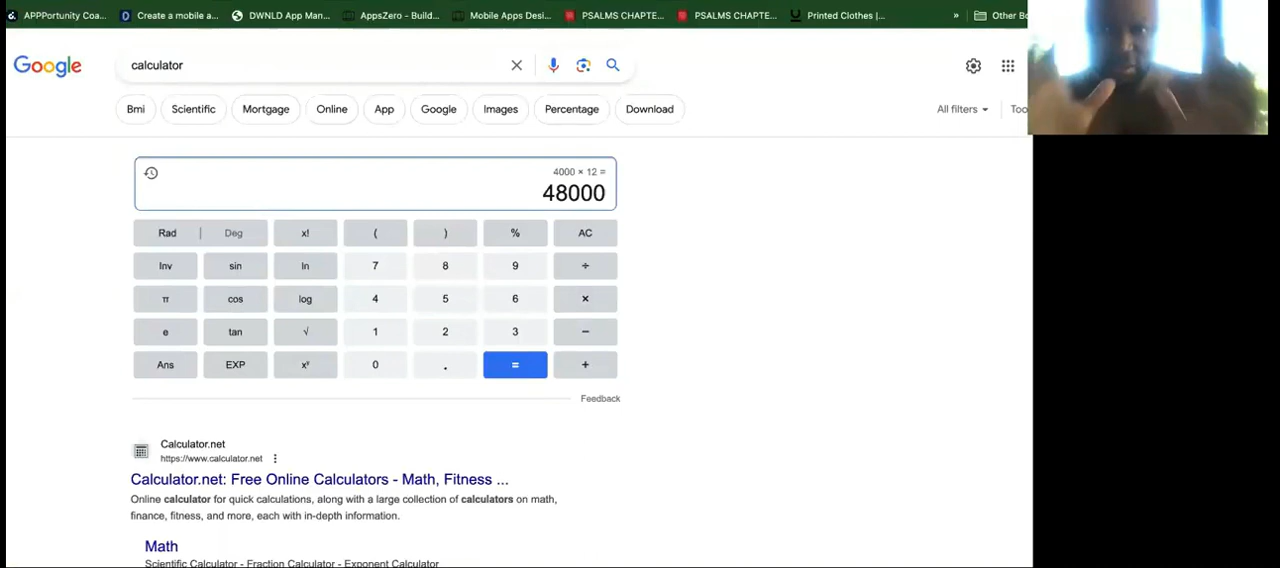 APPPortunity Coa... Create a mobile a... DWNLD App Man... AppsZero - Build... Mobile Apps Desi... PSALMS CHAPTE... PSALMS CHAPTE... Printed Clothes |... » Other Bo
Google calculator
Bmi Scientific Mortgage Online App Google Images Percentage Download All filters Too
4000 × 12 =
48000
Rad | Deg x! ( ) % AC
Inv sin ln 7 8 9 ÷
π cos log 4 5 6 ×
e tan √ 1 2 3 −
Ans EXP xʸ 0 . = +
Feedback
Calculator.net
https://www.calculator.net
Calculator.net: Free Online Calculators - Math, Fitness ...
Online calculator for quick calculations, along with a large collection of calculators on math,
finance, fitness, and more, each with in-depth information.
Math
Scientific Calculator - Fraction Calculator - Exponent Calculator